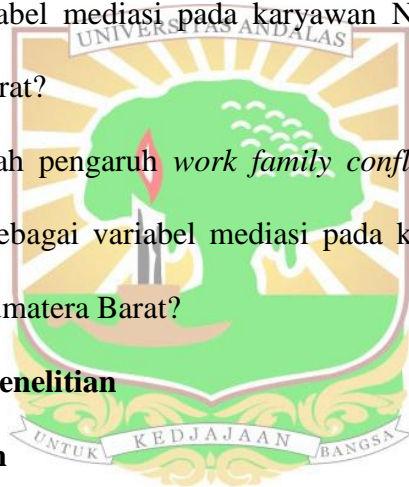 abel mediasi pada karyawan N
UNIVERSITAS ANDALAS
rat?
ah pengaruh work family confl
ebagai variabel mediasi pada k
umatera Barat?
enelitian
UNTUK KEDJAJAAN BANGSA
n